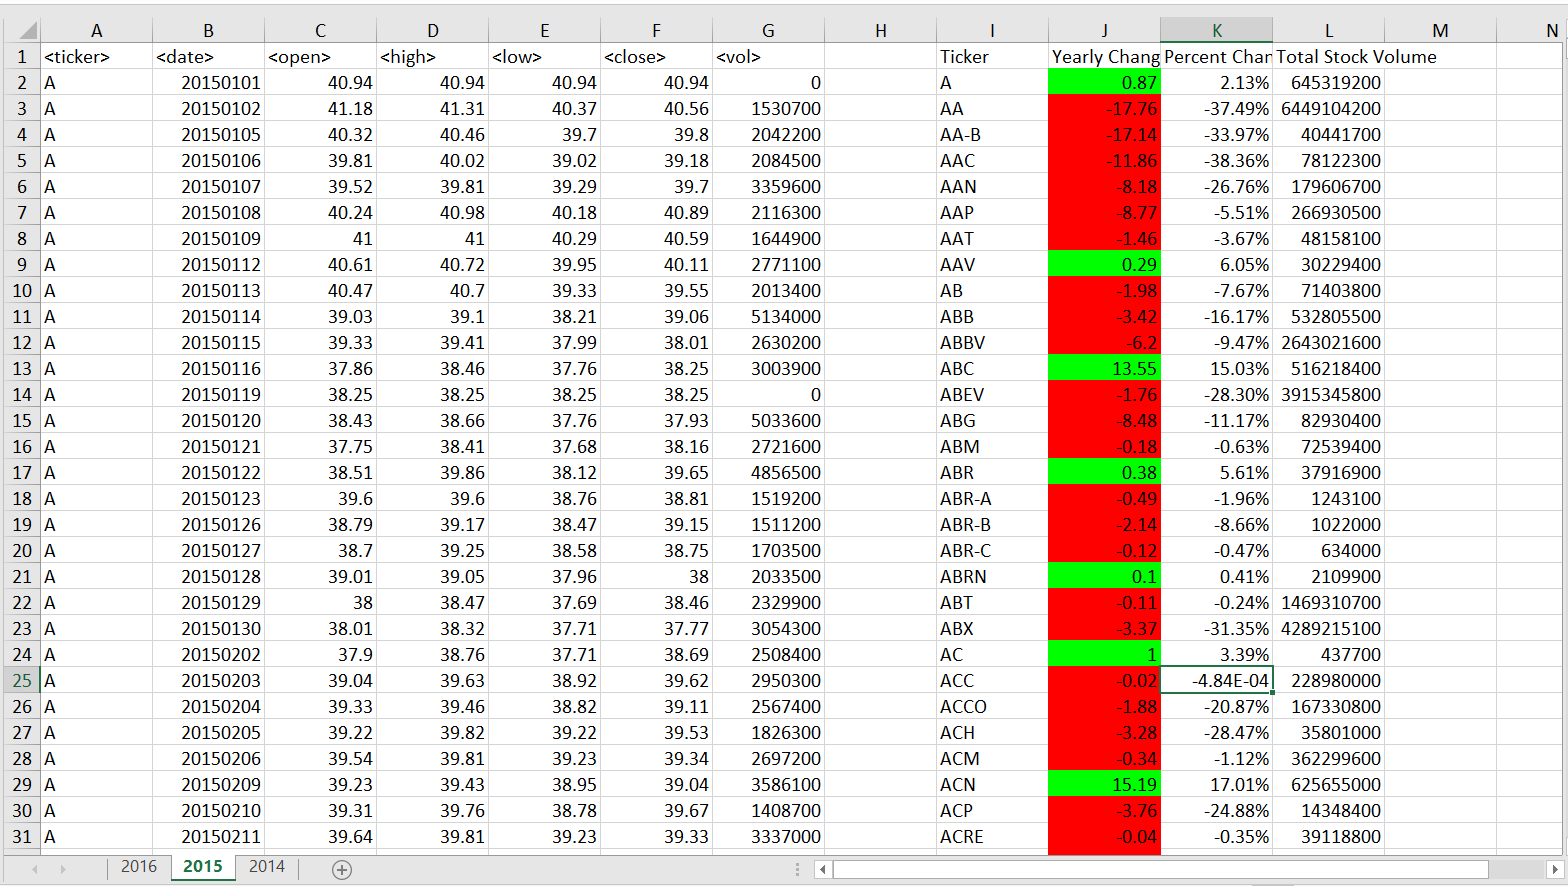 A B C D E F G H I J K L M N
1 <ticker> <date> <open> <high> <low> <close> <vol> Ticker Yearly Chang Percent Chan Total Stock Volume
2 A 20150101 40.94 40.94 40.94 40.94 0 A 0.87 2.13% 645319200
3 A 20150102 41.18 41.31 40.37 40.56 1530700 AA -17.76 -37.49% 6449104200
4 A 20150105 40.32 40.46 39.7 39.8 2042200 AA-B -17.14 -33.97% 40441700
5 A 20150106 39.81 40.02 39.02 39.18 2084500 AAC -11.86 -38.36% 78122300
6 A 20150107 39.52 39.81 39.29 39.7 3359600 AAN -8.18 -26.76% 179606700
7 A 20150108 40.24 40.98 40.18 40.89 2116300 AAP -8.77 -5.51% 266930500
8 A 20150109 41 41 40.29 40.59 1644900 AAT -1.46 -3.67% 48158100
9 A 20150112 40.61 40.72 39.95 40.11 2771100 AAV 0.29 6.05% 30229400
10 A 20150113 40.47 40.7 39.33 39.55 2013400 AB -1.98 -7.67% 71403800
11 A 20150114 39.03 39.1 38.21 39.06 5134000 ABB -3.42 -16.17% 532805500
12 A 20150115 39.33 39.41 37.99 38.01 2630200 ABBV -6.2 -9.47% 2643021600
13 A 20150116 37.86 38.46 37.76 38.25 3003900 ABC 13.55 15.03% 516218400
14 A 20150119 38.25 38.25 38.25 38.25 0 ABEV -1.76 -28.30% 3915345800
15 A 20150120 38.43 38.66 37.76 37.93 5033600 ABG -8.48 -11.17% 82930400
16 A 20150121 37.75 38.41 37.68 38.16 2721600 ABM -0.18 -0.63% 72539400
17 A 20150122 38.51 39.86 38.12 39.65 4856500 ABR 0.38 5.61% 37916900
18 A 20150123 39.6 39.6 38.76 38.81 1519200 ABR-A -0.49 -1.96% 1243100
19 A 20150126 38.79 39.17 38.47 39.15 1511200 ABR-B -2.14 -8.66% 1022000
20 A 20150127 38.7 39.25 38.58 38.75 1703500 ABR-C -0.12 -0.47% 634000
21 A 20150128 39.01 39.05 37.96 38 2033500 ABRN 0.1 0.41% 2109900
22 A 20150129 38 38.47 37.69 38.46 2329900 ABT -0.11 -0.24% 1469310700
23 A 20150130 38.01 38.32 37.71 37.77 3054300 ABX -3.37 -31.35% 4289215100
24 A 20150202 37.9 38.76 37.71 38.69 2508400 AC 1 3.39% 437700
25 A 20150203 39.04 39.63 38.92 39.62 2950300 ACC -0.02 -4.84E-04 228980000
26 A 20150204 39.33 39.46 38.82 39.11 2567400 ACCO -1.88 -20.87% 167330800
27 A 20150205 39.22 39.82 39.22 39.53 1826300 ACH -3.28 -28.47% 35801000
28 A 20150206 39.54 39.81 39.23 39.34 2697200 ACM -0.34 -1.12% 362299600
29 A 20150209 39.23 39.43 38.95 39.04 3586100 ACN 15.19 17.01% 625655000
30 A 20150210 39.31 39.76 38.78 39.67 1408700 ACP -3.76 -24.88% 14348400
31 A 20150211 39.64 39.81 39.23 39.33 3337000 ACRE -0.04 -0.35% 39118800
2016 2015 2014